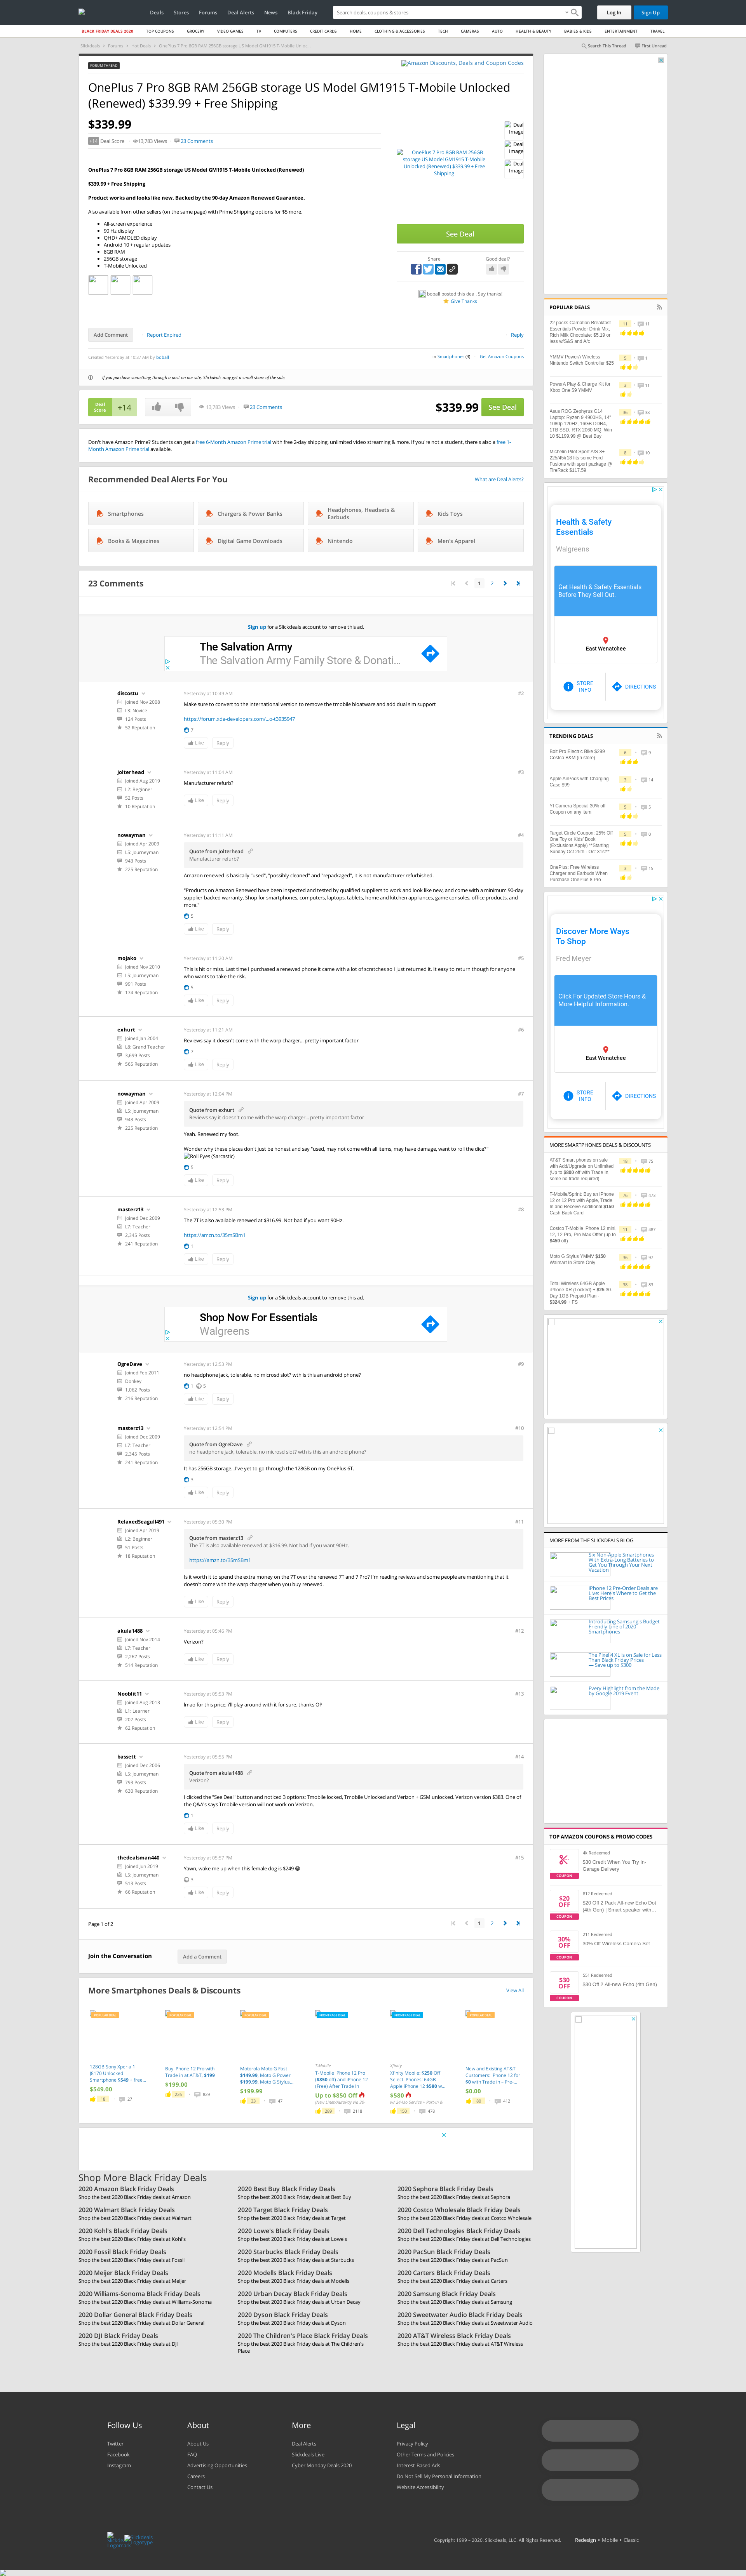 Deals
Stores
Forums
Deal Alerts
News
Black Friday
Search deals, coupons & stores
Log In
Sign Up
BLACK FRIDAY DEALS 2020
TOP COUPONS
GROCERY
VIDEO GAMES
TV
COMPUTERS
CREDIT CARDS
HOME
CLOTHING & ACCESSORIES
TECH
CAMERAS
AUTO
HEALTH & BEAUTY
BABIES & KIDS
ENTERTAINMENT
TRAVEL
Search This Thread
First Unread
FORUM THREAD
Amazon Discounts, Deals and Coupon Codes
OnePlus 7 Pro 8GB RAM 256GB storage US Model GM1915 T-Mobile Unlocked (Renewed) $339.99 + Free Shipping
$339.99
+14 Deal Score
13,783 Views
23 Comments
OnePlus 7 Pro 8GB RAM 256GB storage US Model GM1915 T-Mobile Unlocked (Renewed)
$339.99 + Free Shipping
Product works and looks like new. Backed by the 90-day Amazon Renewed Guarantee.
Also available from other sellers (on the same page) with Prime Shipping options for $5 more.
All-screen experience
90 Hz display
QHD+ AMOLED display
Android 10 + regular updates
8GB RAM
256GB storage
T-Mobile Unlocked
OnePlus 7 Pro 8GB RAM 256GB storage US Model GM1915 T-Mobile Unlocked (Renewed) $339.99 + Free Shipping
Deal Image
Deal Image
Deal Image
See Deal
Share
Good deal?
boball posted this deal. Say thanks!
Give Thanks
Add Comment
Report Expired
Reply
Created Yesterday at 10:37 AM by boball
Smartphones (3)
Get Amazon Coupons
If you purchase something through a post on our site, Slickdeals may get a small share of the sale.
Deal Score
+14
13,783 Views
23 Comments
$339.99
See Deal
Don't have Amazon Prime? Students can get a free 6-Month Amazon Prime trial with free 2-day shipping, unlimited video streaming & more. If you're not a student, there's also a free 1-Month Amazon Prime trial available.
Recommended Deal Alerts For You
What are Deal Alerts?
Smartphones
Chargers & Power Banks
Headphones, Headsets & Earbuds
Kids Toys
Books & Magazines
Digital Game Downloads
Nintendo
Men's Apparel
23 Comments
1
2
Sign up for a Slickdeals account to remove this ad.
The Salvation Army
The Salvation Army Family Store & Donati...
discostu
Joined Nov 2008
L3: Novice
124 Posts
52 Reputation
Yesterday at 10:49 AM
#2
Make sure to convert to the international version to remove the tmobile bloatware and add dual sim support
https://forum.xda-developers.com/...o-t3935947
7
Like
Reply
Jolterhead
Joined Aug 2019
L2: Beginner
52 Posts
10 Reputation
Yesterday at 11:04 AM
#3
Manufacturer refurb?
Like
Reply
nowayman
Joined Apr 2009
L5: Journeyman
943 Posts
225 Reputation
Yesterday at 11:11 AM
#4
Quote from Jolterhead
Manufacturer refurb?
Amazon renewed is basically "used", "possibly cleaned" and "repackaged", it is not manufacturer refurbished.
"Products on Amazon Renewed have been inspected and tested by qualified suppliers to work and look like new, and come with a minimum 90-day supplier-backed warranty. Shop for smartphones, computers, tablets, home and kitchen appliances, game consoles, office products, and more."
5
Like
Reply
mojako
Joined Nov 2010
L5: Journeyman
991 Posts
174 Reputation
Yesterday at 11:20 AM
#5
This is hit or miss. Last time I purchased a renewed phone it came with a lot of scratches so I just returned it. It easy to return though for anyone who wants to take the risk.
5
Like
Reply
exhurt
Joined Jan 2004
L8: Grand Teacher
3,699 Posts
565 Reputation
Yesterday at 11:21 AM
#6
Reviews say it doesn't come with the warp charger... pretty important factor
7
Like
Reply
nowayman
Joined Apr 2009
L5: Journeyman
943 Posts
225 Reputation
Yesterday at 12:04 PM
#7
Quote from exhurt
Reviews say it doesn't come with the warp charger... pretty important factor
Yeah. Renewed my foot.
Wonder why these places don't just be honest and say "used, may not come with all items, may have damage, want to roll the dice?"
Roll Eyes (Sarcastic)
5
Like
Reply
masterz13
Joined Dec 2009
L7: Teacher
2,345 Posts
241 Reputation
Yesterday at 12:53 PM
#8
The 7T is also available renewed at $316.99. Not bad if you want 90Hz.
https://amzn.to/35mSBm1
1
Like
Reply
Sign up for a Slickdeals account to remove this ad.
Shop Now For Essentials
Walgreens
OgreDave
Joined Feb 2011
Donkey
1,062 Posts
216 Reputation
Yesterday at 12:53 PM
#9
no headphone jack, tolerable. no microsd slot? wth is this an android phone?
1
5
Like
Reply
masterz13
Joined Dec 2009
L7: Teacher
2,345 Posts
241 Reputation
Yesterday at 12:54 PM
#10
Quote from OgreDave
no headphone jack, tolerable. no microsd slot? wth is this an android phone?
It has 256GB storage...I've yet to go through the 128GB on my OnePlus 6T.
3
Like
Reply
RelaxedSeagull491
Joined Apr 2019
L2: Beginner
51 Posts
18 Reputation
Yesterday at 05:30 PM
#11
Quote from masterz13
The 7T is also available renewed at $316.99. Not bad if you want 90Hz.
https://amzn.to/35mSBm1
Is it worth it to spend the extra money on the 7T over the renewed 7T and Pro 7? I'm reading reviews and some people are mentioning that it doesn't come with the warp charger when you buy renewed.
Like
Reply
akula1488
Joined Nov 2014
L7: Teacher
2,267 Posts
514 Reputation
Yesterday at 05:46 PM
#12
Verizon?
Like
Reply
Nooblit11
Joined Aug 2013
L1: Learner
207 Posts
62 Reputation
Yesterday at 05:53 PM
#13
lmao for this price, I'll play around with it for sure. thanks OP
Like
Reply
bassett
Joined Dec 2006
L5: Journeyman
793 Posts
630 Reputation
Yesterday at 05:55 PM
#14
Quote from akula1488
Verizon?
I clicked the "See Deal" button and noticed 3 options: Tmobile locked, Tmobile Unlocked and Verizon + GSM unlocked. Verizon version $383. One of the Q&A's says Tmobile version will not work on Verizon.
1
Like
Reply
thedealsman440
Joined Jun 2019
L5: Journeyman
513 Posts
66 Reputation
Yesterday at 05:57 PM
#15
Yawn, wake me up when this female dog is $249
3
Like
Reply
Page 1 of 2
1
2
Join the Conversation
Add a Comment
More Smartphones Deals & Discounts
View All
128GB Sony Xperia 1 J8170 Unlocked Smartphone $549 + free...
$549.00
18
27
Buy iPhone 12 Pro with Trade in at AT&T, $199
$199.00
226
829
Motorola Moto G Fast $149.99, Moto G Power $199.99, Moto G Stylus...
$199.99
33
47
T-Mobile
T-Mobile iPhone 12 Pro ($850 off) and iPhone 12 (Free) After Trade In
Up to $850 Off
289
2118
Xfinity
Xfinity Mobile: $250 Off Select iPhones: 64GB Apple iPhone 12 $580 w...
$580
150
478
New and Existing AT&T Customers: iPhone 12 for $0 with Trade in – Pre-...
$0.00
80
412
Shop More Black Friday Deals
2020 Amazon Black Friday Deals
Shop the best 2020 Black Friday deals at Amazon
2020 Best Buy Black Friday Deals
Shop the best 2020 Black Friday deals at Best Buy
2020 Sephora Black Friday Deals
Shop the best 2020 Black Friday deals at Sephora
2020 Walmart Black Friday Deals
Shop the best 2020 Black Friday deals at Walmart
2020 Target Black Friday Deals
Shop the best 2020 Black Friday deals at Target
2020 Costco Wholesale Black Friday Deals
Shop the best 2020 Black Friday deals at Costco Wholesale
2020 Kohl's Black Friday Deals
Shop the best 2020 Black Friday deals at Kohl's
2020 Lowe's Black Friday Deals
Shop the best 2020 Black Friday deals at Lowe's
2020 Dell Technologies Black Friday Deals
Shop the best 2020 Black Friday deals at Dell Technologies
2020 Fossil Black Friday Deals
Shop the best 2020 Black Friday deals at Fossil
2020 Starbucks Black Friday Deals
Shop the best 2020 Black Friday deals at Starbucks
2020 PacSun Black Friday Deals
Shop the best 2020 Black Friday deals at PacSun
2020 Meijer Black Friday Deals
Shop the best 2020 Black Friday deals at Meijer
2020 Modells Black Friday Deals
Shop the best 2020 Black Friday deals at Modells
2020 Carters Black Friday Deals
Shop the best 2020 Black Friday deals at Carters
2020 Williams-Sonoma Black Friday Deals
Shop the best 2020 Black Friday deals at Williams-Sonoma
2020 Urban Decay Black Friday Deals
Shop the best 2020 Black Friday deals at Urban Decay
2020 Samsung Black Friday Deals
Shop the best 2020 Black Friday deals at Samsung
2020 Dollar General Black Friday Deals
Shop the best 2020 Black Friday deals at Dollar General
2020 Dyson Black Friday Deals
Shop the best 2020 Black Friday deals at Dyson
2020 Sweetwater Audio Black Friday Deals
Shop the best 2020 Black Friday deals at Sweetwater Audio
2020 DJI Black Friday Deals
Shop the best 2020 Black Friday deals at DJI
2020 The Children's Place Black Friday Deals
Shop the best 2020 Black Friday deals at The Children's Place
2020 AT&T Wireless Black Friday Deals
Shop the best 2020 Black Friday deals at AT&T Wireless
POPULAR DEALS
22 packs Carnation Breakfast Essentials Powder Drink Mix, Rich Milk Chocolate: $5.19 or less w/S&S and A/c
YMMV PowerA Wireless Nintendo Switch Controller $25
PowerA Play & Charge Kit for Xbox One $9 YMMV
Asus ROG Zephyrus G14 Laptop: Ryzen 9 4900HS, 14" 1080p 120Hz, 16GB DDR4, 1TB SSD, RTX 2060 MQ, Win 10 $1199.99 @ Best Buy
Michelin Pilot Sport A/S 3+ 225/45r18 fits some Ford Fusions with sport package @ TireRack $117.58
Health & Safety Essentials
Walgreens
Get Health & Safety Essentials Before They Sell Out.
East Wenatchee
STORE INFO
DIRECTIONS
TRENDING DEALS
Bolt Pro Electric Bike $299 Costco B&M (in store)
Apple AirPods with Charging Case $99
YI Camera Special 30% off Coupon on any item
Target Circle Coupon: 25% Off One Toy or Kids' Book (Exclusions Apply) **Starting Sunday Oct 25th - Oct 31st**
OnePlus: Free Wireless Charger and Earbuds When Purchase OnePlus 8 Pro
Discover More Ways To Shop
Fred Meyer
Click For Updated Store Hours & More Helpful Information.
East Wenatchee
STORE INFO
DIRECTIONS
MORE SMARTPHONES DEALS & DISCOUNTS
AT&T Smart phones on sale with Add/Upgrade on Unlimited (Up to $800 off with Trade In, some no trade required)
T-Mobile/Sprint: Buy an iPhone 12 or 12 Pro with Apple, Trade In and Receive Additional $150 Cash Back Card
Costco T-Mobile iPhone 12 mini, 12, 12 Pro, Pro Max Offer (up to $450 off)
Moto G Stylus YMMV $150 Walmart In Store Only
Total Wireless 64GB Apple iPhone XR (Locked) + $25 30-Day 1GB Prepaid Plan - $324.99 + FS
MORE FROM THE SLICKDEALS BLOG
Six Non-Apple Smartphones With Extra-Long Batteries to Get You Through Your Next Vacation
iPhone 12 Pre-Order Deals are Live: Here's Where to Get the Best Prices
Introducing Samsung's Budget-Friendly Line of 2020 Smartphones
The Pixel 4 XL is on Sale for Less Than Black Friday Prices — Save up to $300
Every Highlight from the Made by Google 2019 Event
TOP AMAZON COUPONS & PROMO CODES
4k Redeemed
$30 Credit When You Try In-Garage Delivery
COUPON
$20 OFF
812 Redeemed
$20 Off 2 Pack All-new Echo Dot (4th Gen) | Smart speaker with...
COUPON
30% OFF
211 Redeemed
30% Off Wireless Camera Set
COUPON
$30 OFF
551 Redeemed
$30 Off 2 All-new Echo (4th Gen)
COUPON
Follow Us
Twitter
Facebook
Instagram
About
About Us
FAQ
Advertising Opportunities
Careers
Contact Us
More
Deal Alerts
Slickdeals Live
Cyber Monday Deals 2020
Legal
Privacy Policy
Other Terms and Policies
Interest-Based Ads
Do Not Sell My Personal Information
Website Accessibility
Copyright 1999 - 2020. Slickdeals, LLC. All Rights Reserved.
Redesign • Mobile • Classic